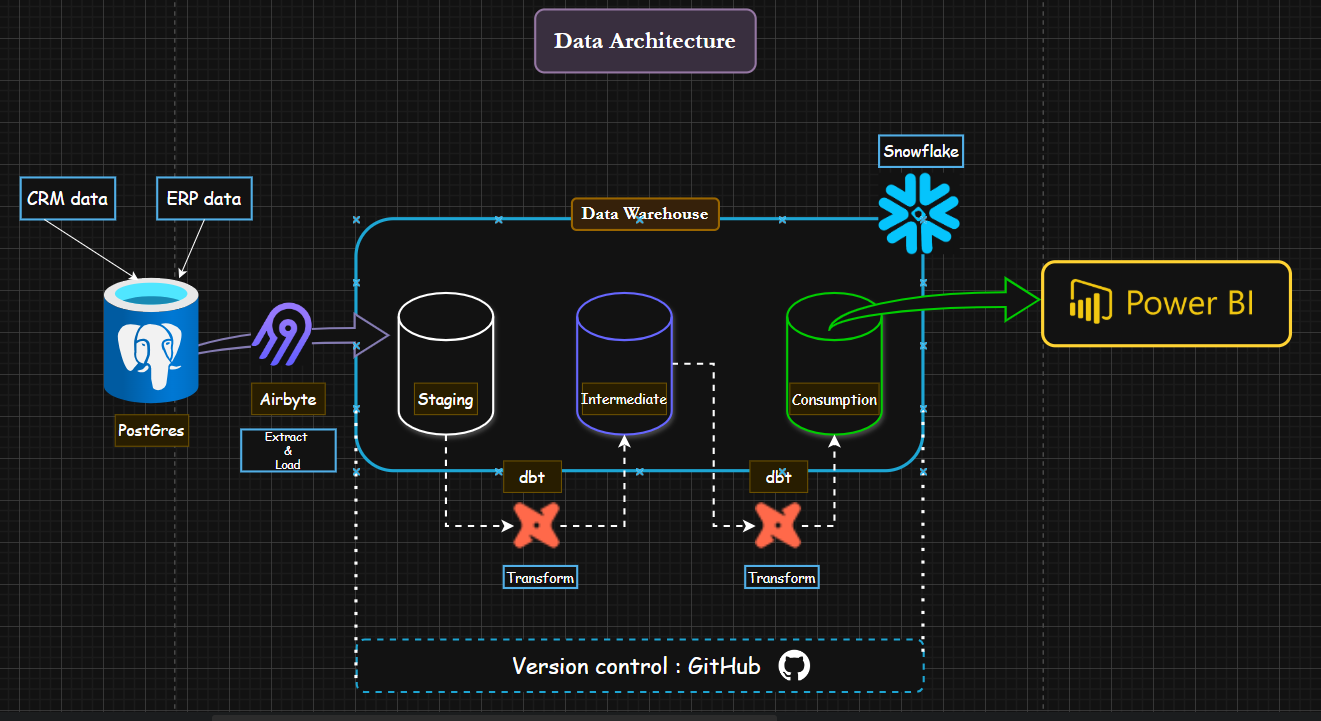 Data Architecture
Snowflake
CRM data
ERP data
Data Warehouse
Power BI
Staging
Intermediate
Consumption
Airbyte
PostGres
Extract
&
Load
dbt
dbt
Transform
Transform
Version control : GitHub